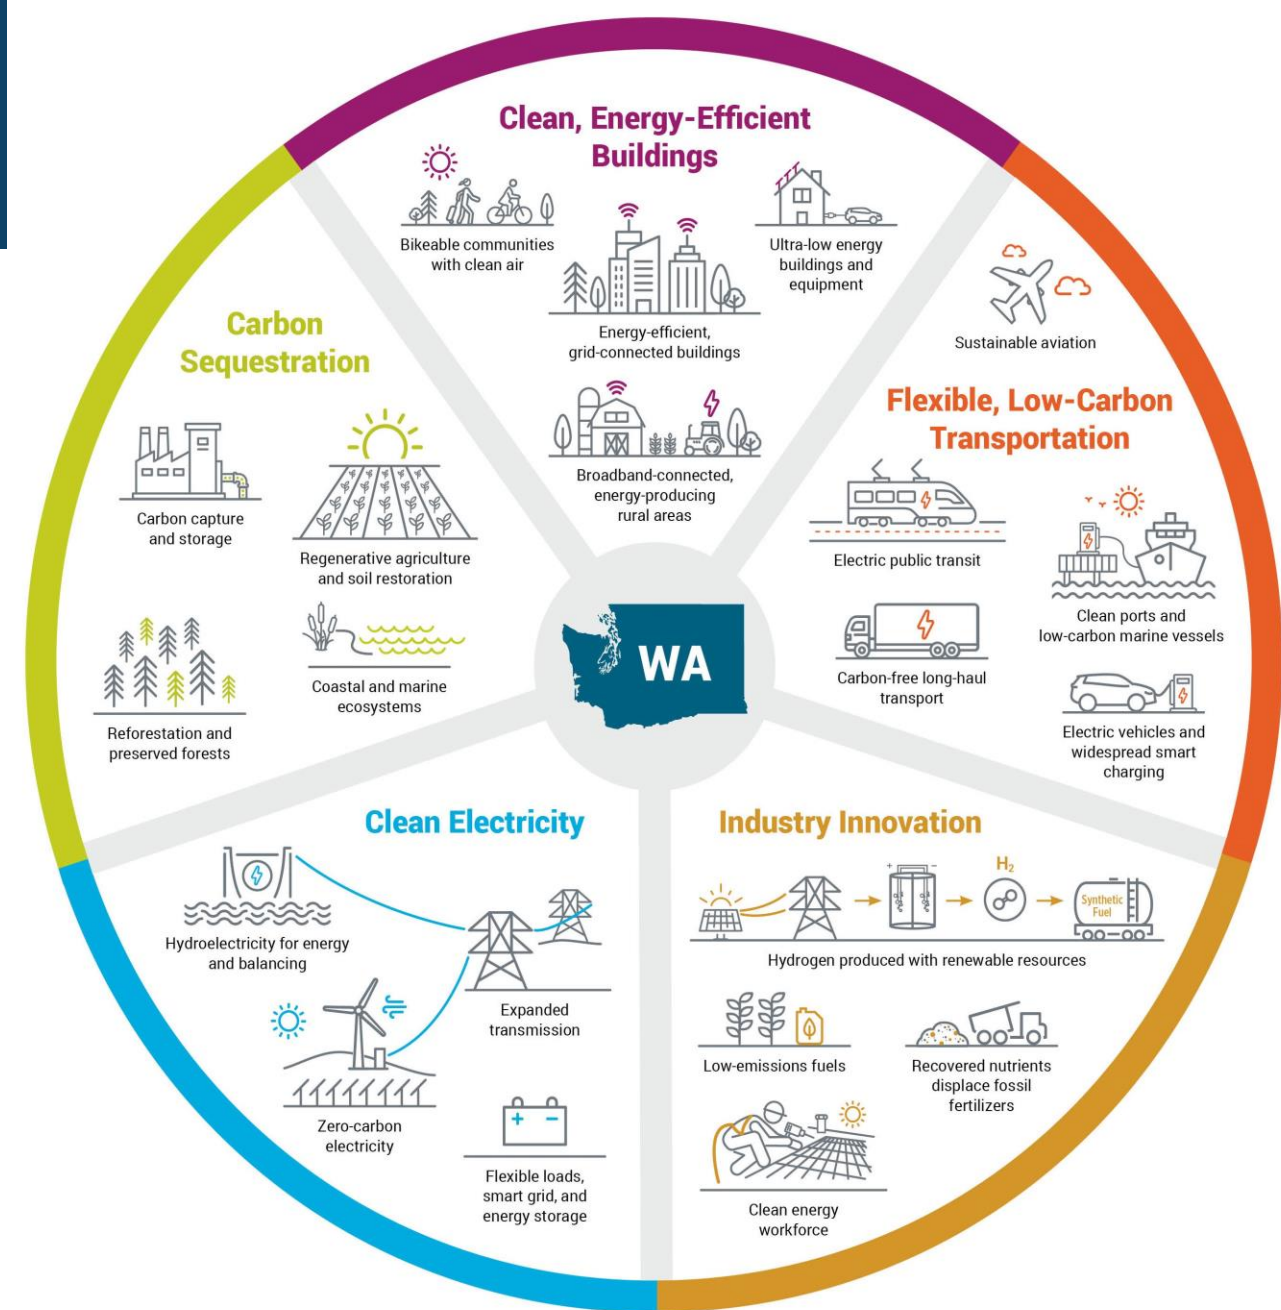 Clean, Energy-Efficient
Buildings
Bikeable communities
with clean air
Energy-efficient,
grid-connected buildings
Ultra-low energy
buildings and
equipment
Broadband-connected,
energy-producing
rural areas
Flexible, Low-Carbon
Transportation
Sustainable aviation
Electric public transit
Clean ports and
low-carbon marine vessels
Carbon-free long-haul
transport
Electric vehicles and
widespread smart
charging
Carbon
Sequestration
Carbon capture
and storage
Regenerative agriculture
and soil restoration
Reforestation and
preserved forests
Coastal and marine
ecosystems
WA
Clean Electricity
Hydroelectricity for energy
and balancing
Expanded
transmission
Zero-carbon
electricity
+ -
Flexible loads,
smart grid, and
energy storage
Industry Innovation
+ -
H₂
Synthetic
Fuel
Hydrogen produced with renewable resources
Low-emissions fuels
Recovered nutrients
displace fossil
fertilizers
Clean energy
workforce